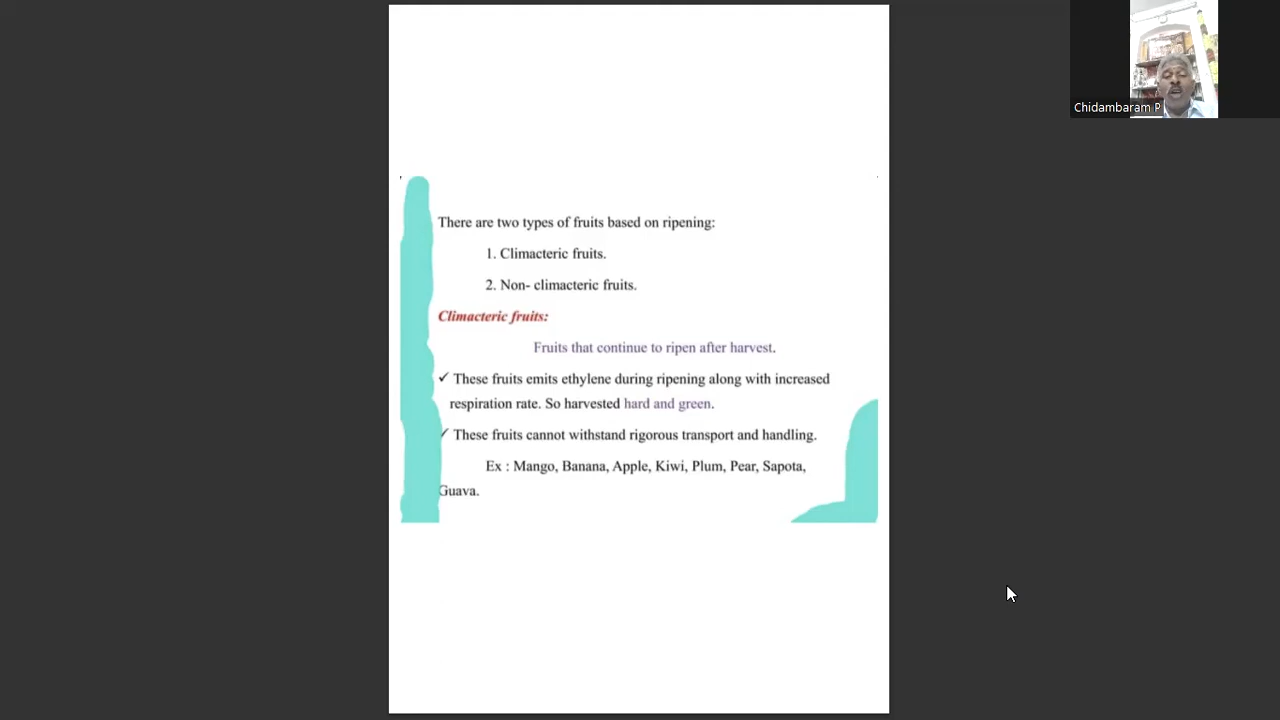 There are two types of fruits based on ripening:
1. Climacteric fruits.
2. Non- climacteric fruits.
Climacteric fruits:
Fruits that continue to ripen after harvest.
✓ These fruits emits ethylene during ripening along with increased
respiration rate. So harvested hard and green.
✓ These fruits cannot withstand rigorous transport and handling.
Ex : Mango, Banana, Apple, Kiwi, Plum, Pear, Sapota,
Guava.
Chidambaram P